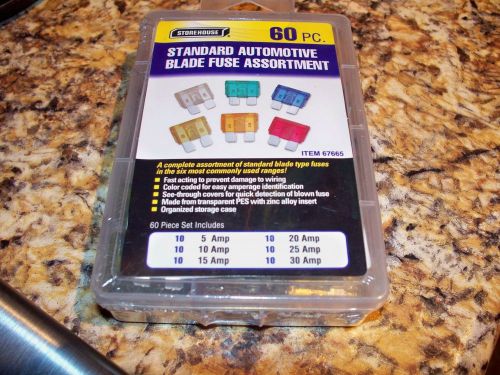 STOREHOUSE
60 PC.
STANDARD AUTOMOTIVE
BLADE FUSE ASSORTMENT
ITEM 67665
A complete assortment of standard blade type fuses
in the six most commonly used ranges!
Fast acting to prevent damage to wiring
Color coded for easy amperage identification
See-through covers for quick detection of blown fuse
Made from transparent PES with zinc alloy insert
Organized storage case
60 Piece Set Includes
10 5 Amp 10 20 Amp
10 10 Amp 10 25 Amp
10 15 Amp 10 30 Amp